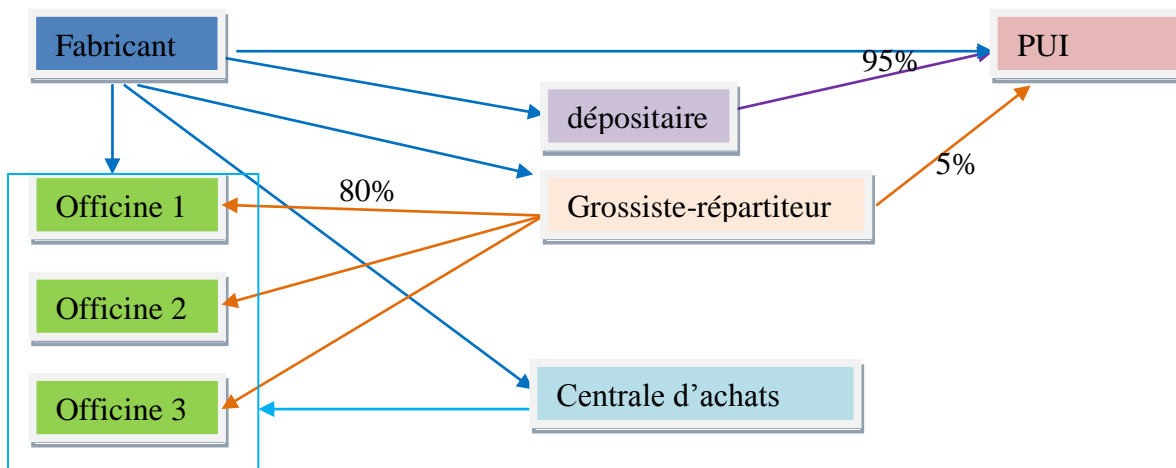 Fabricant
PUI
95%
dépositaire
5%
80%
Officine 1
Grossiste-répartiteur
Officine 2
Officine 3
Centrale d’achats